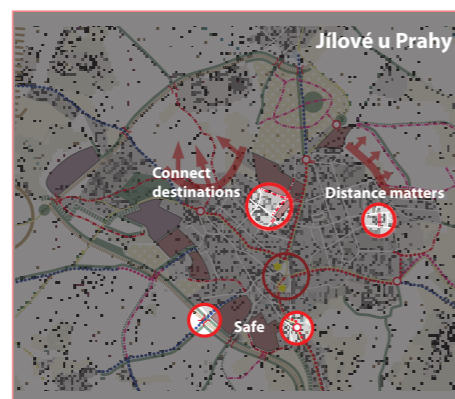 Jílové u Prahy
Connect
destinations
Distance matters
Safe